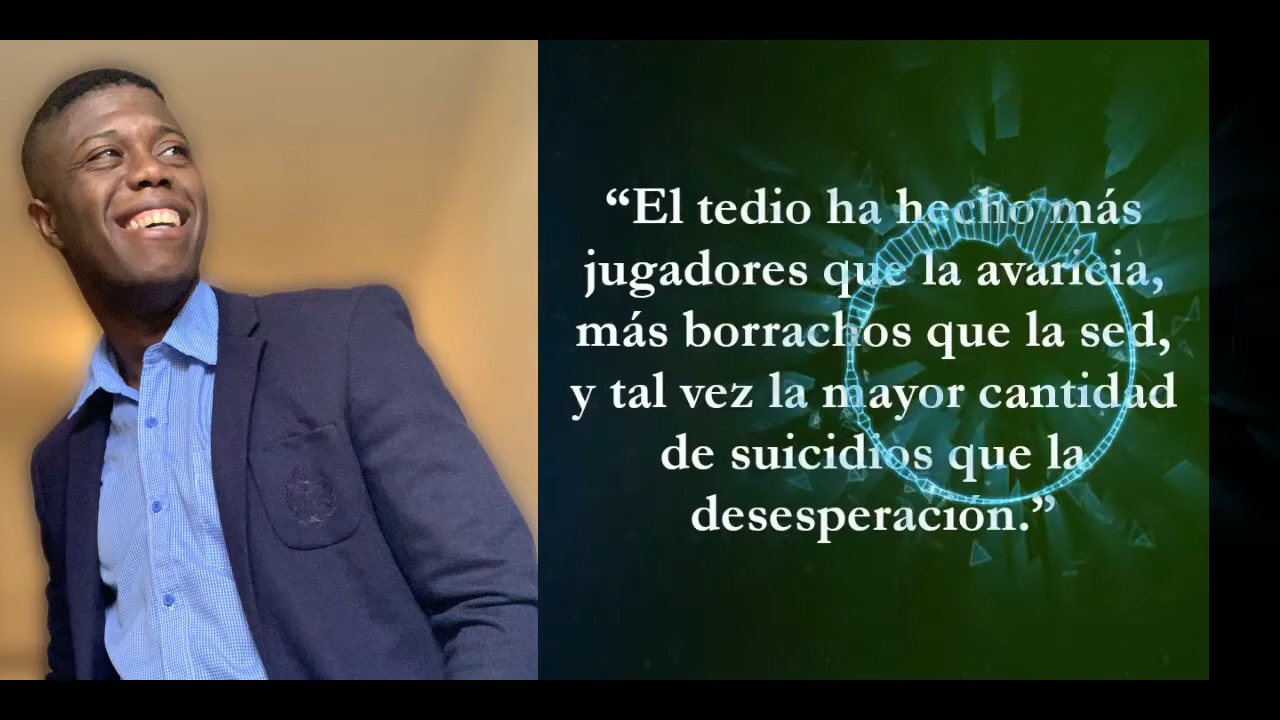 “El tedio ha hecho más
jugadores que la avaricia,
más borrachos que la sed,
y tal vez la mayor cantidad
de suicidios que la
desesperación.”